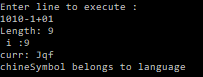 Enter line to execute :
1010-1+01
Length: 9
 i :9
curr: Jqf
chineSymbol belongs to language